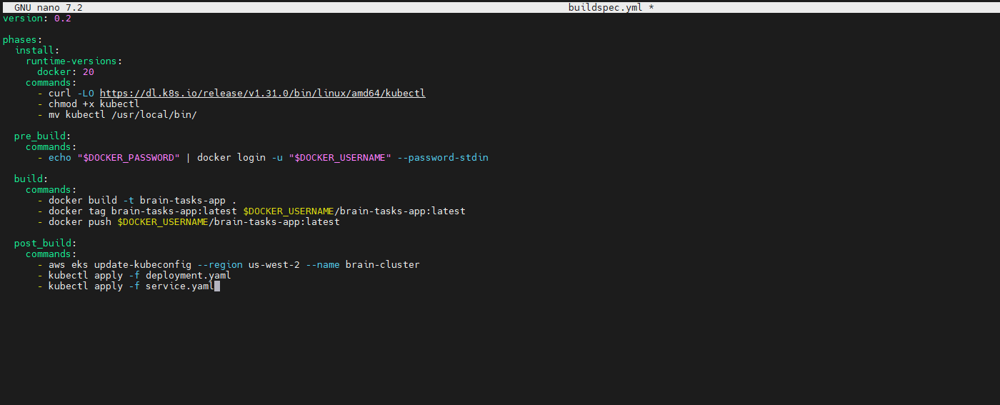 GNU nano 7.2 buildspec.yml *
version: 0.2
phases:
  install:
    runtime-versions:
      docker: 20
    commands:
      - curl -LO https://dl.k8s.io/release/v1.31.0/bin/linux/amd64/kubectl
      - chmod +x kubectl
      - mv kubectl /usr/local/bin/
  pre_build:
    commands:
      - echo "$DOCKER_PASSWORD" | docker login -u "$DOCKER_USERNAME" --password-stdin
  build:
    commands:
      - docker build -t brain-tasks-app .
      - docker tag brain-tasks-app:latest $DOCKER_USERNAME/brain-tasks-app:latest
      - docker push $DOCKER_USERNAME/brain-tasks-app:latest
  post_build:
    commands:
      - aws eks update-kubeconfig --region us-west-2 --name brain-cluster
      - kubectl apply -f deployment.yaml
      - kubectl apply -f service.yaml